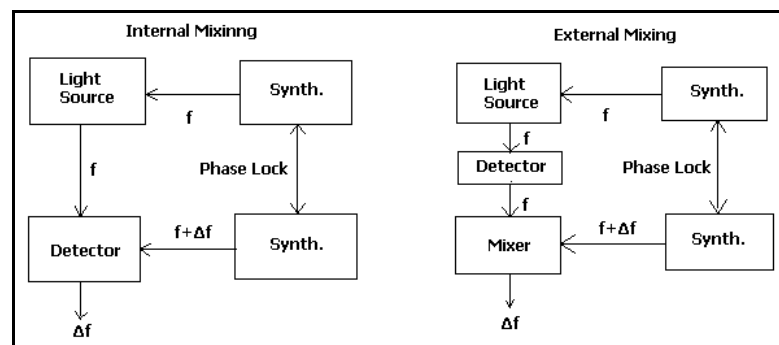 Internal Mixinng
Light
Source
Synth.
f
f
Phase Lock
Detector
f+Δf
Synth.
Δf
External Mixing
Light
Source
Synth.
f
f
Detector
Phase Lock
f
Mixer
f+Δf
Synth.
Δf